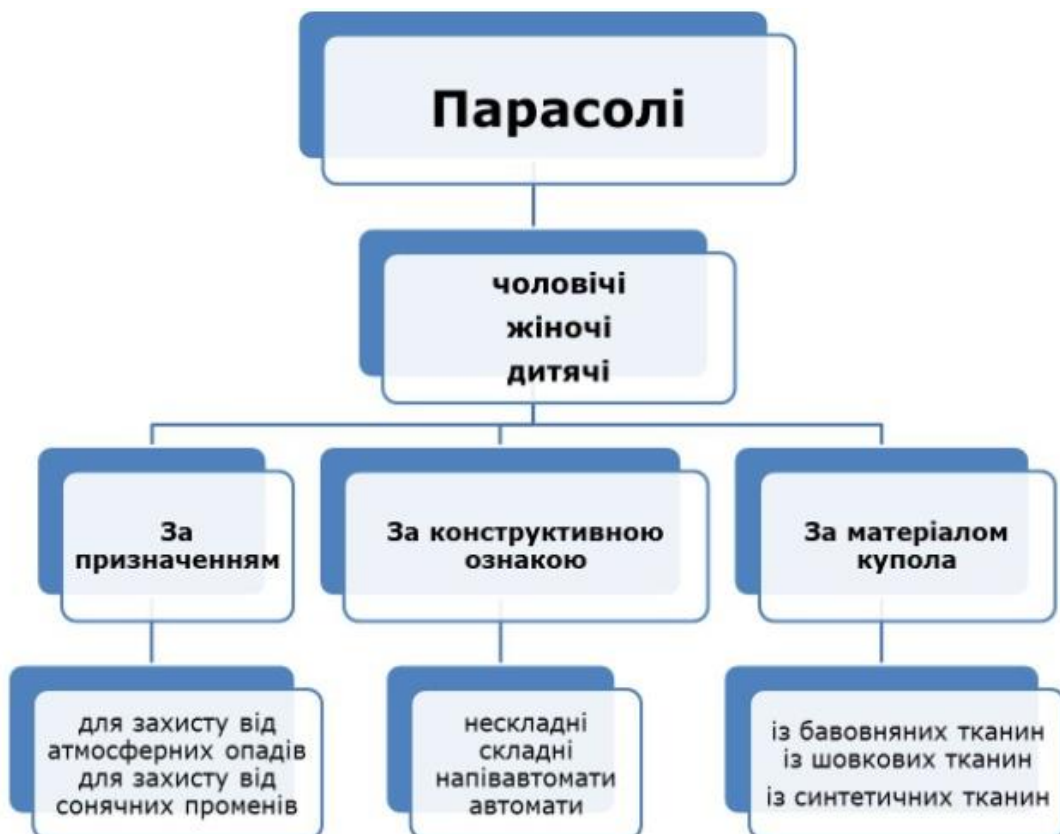 Парасолі
чоловічі
жіночі
дитячі
За
призначенням
За конструктивною
ознакою
За матеріалом
купола
для захисту від
атмосферних опадів
для захисту від
сонячних променів
нескладні
складні
напівавтомати
автомати
із бавовняних тканин
із шовкових тканин
із синтетичних тканин